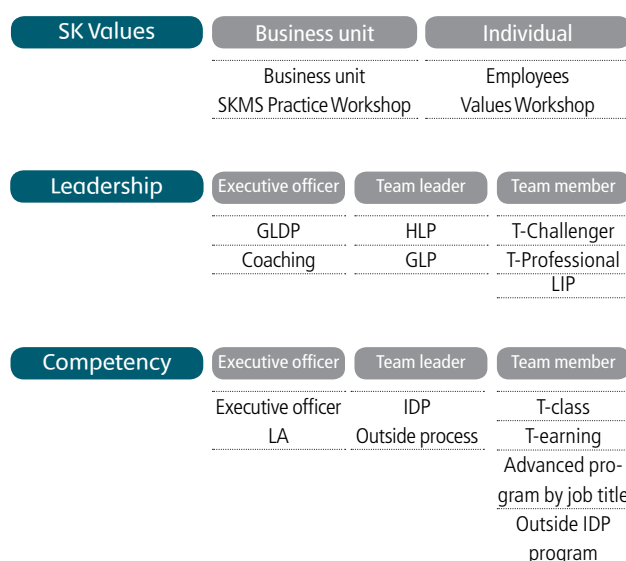 SK Values Business unit Individual
Business unit Employees
SKMS Practice Workshop Values Workshop
Leadership Executive officer Team leader Team member
GLDP HLP T-Challenger
Coaching GLP T-Professional
LIP
Competency Executive officer Team leader Team member
Executive officer IDP T-class
LA Outside process T-earning
Advanced pro-
gram by job title
Outside IDP
program